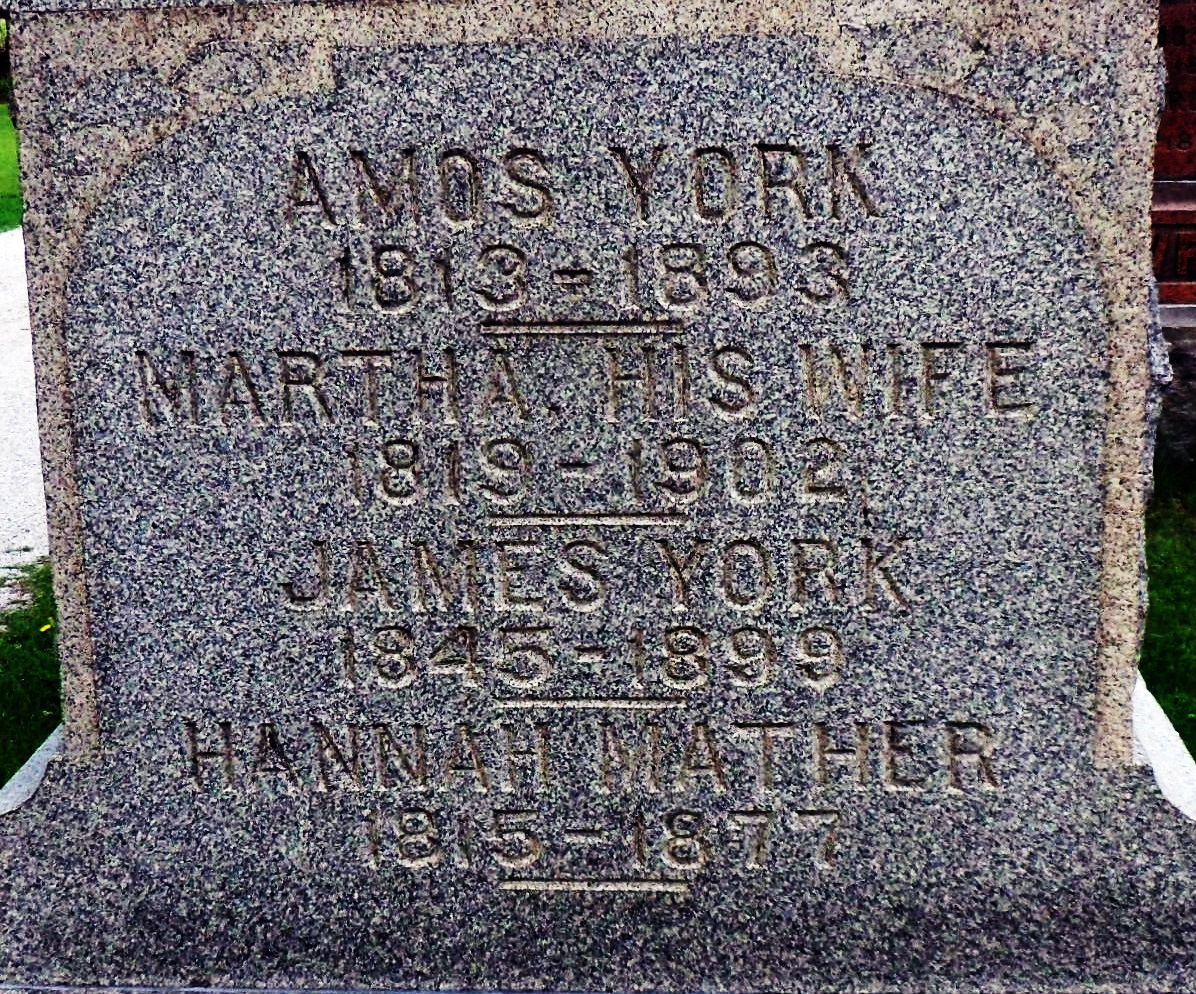 AMOS YORK
1813 = 1893
MARTHA. HIS WIFE
1819 - 1902
JAMES YORK
1845 - 1899
HANNAH MATHER
1815 - 1877